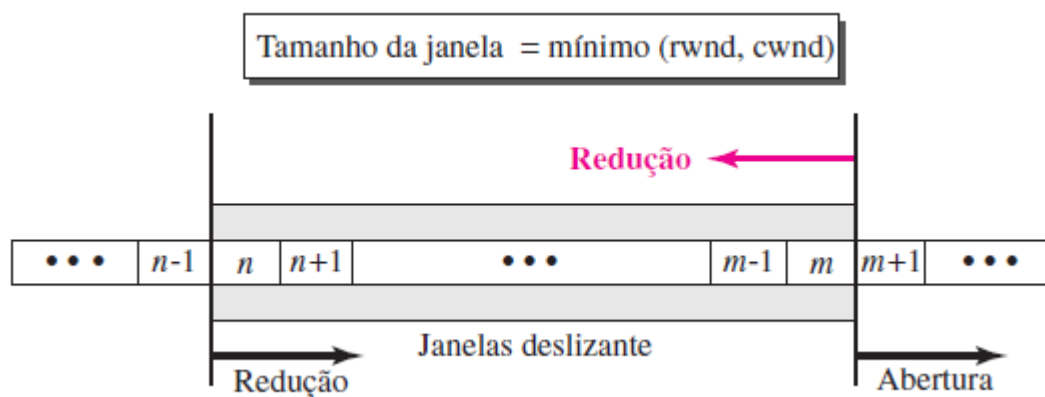 Tamanho da janela = mínimo (rwnd, cwnd)
Redução
••• n-1 n n+1 ••• m-1 m m+1 •••
Janelas deslizante
Redução
Abertura